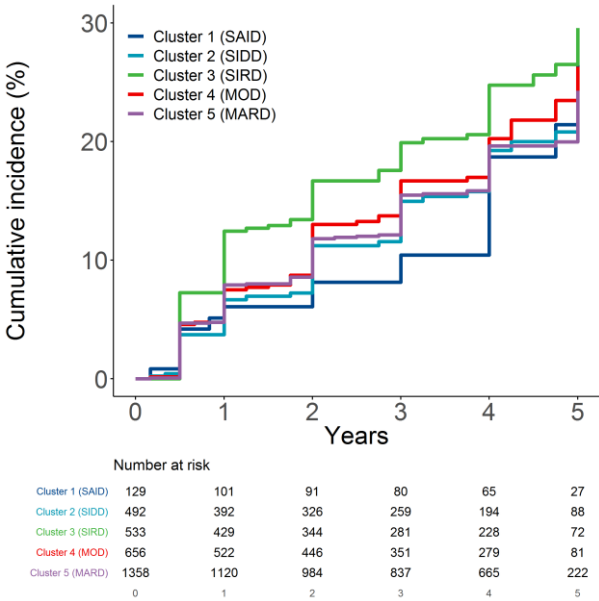 Cumulative incidence (%)
30
20
10
0
Cluster 1 (SAID)
Cluster 2 (SIDD)
Cluster 3 (SIRD)
Cluster 4 (MOD)
Cluster 5 (MARD)
0 1 2 3 4 5
Years
Number at risk
Cluster 1 (SAID) 129 101 91 80 65 27
Cluster 2 (SIDD) 492 392 326 259 194 88
Cluster 3 (SIRD) 533 429 344 281 228 72
Cluster 4 (MOD) 656 522 446 351 279 81
Cluster 5 (MARD) 1358 1120 984 837 665 222
0 1 2 3 4 5